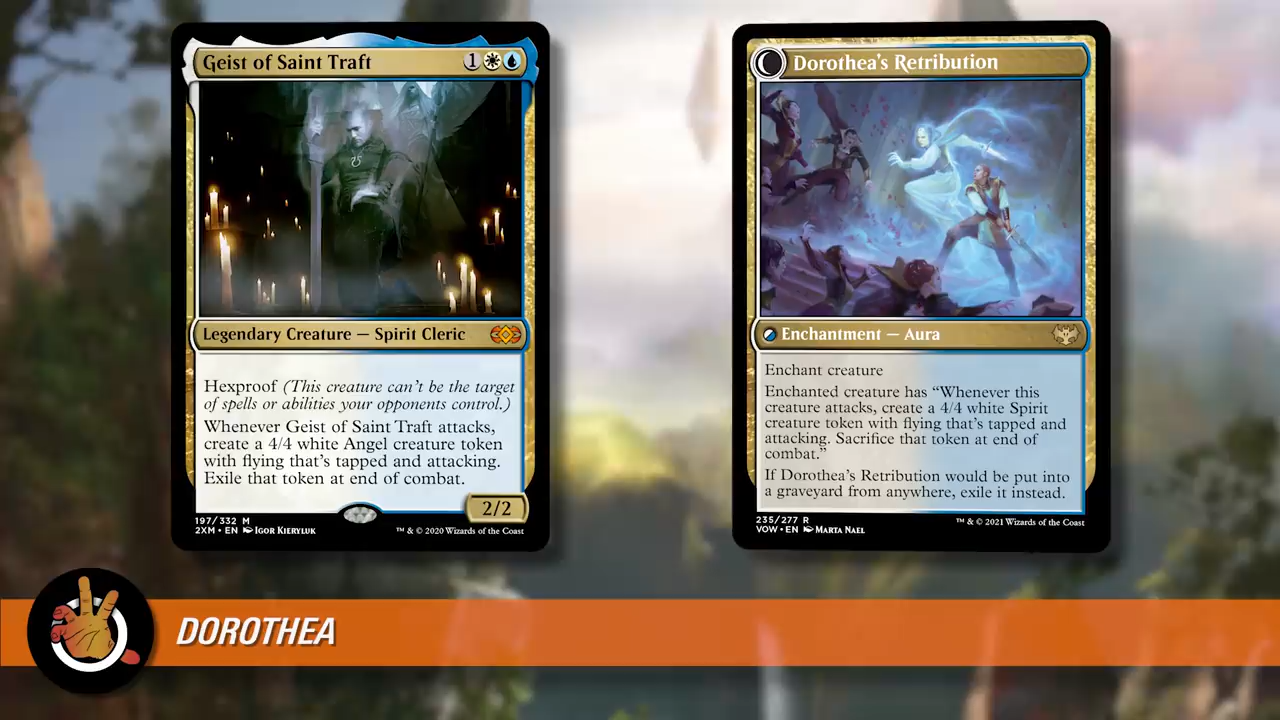 Geist of Saint Traft 1
Legendary Creature — Spirit Cleric
Hexproof (This creature can't be the target
of spells or abilities your opponents control.)
Whenever Geist of Saint Traft attacks,
create a 4/4 white Angel creature token
with flying that's tapped and attacking.
Exile that token at end of combat.
2/2
197/332 M
2XM • EN Igor Kieryluk
™ & © 2020 Wizards of the Coast
Dorothea's Retribution
Enchantment — Aura
Enchant creature
Enchanted creature has “Whenever this
creature attacks, create a 4/4 white Spirit
creature token with flying that's tapped and
attacking. Sacrifice that token at end of
combat.”
If Dorothea's Retribution would be put into
a graveyard from anywhere, exile it instead.
235/277 R
VOW • EN Marta Nael
™ & © 2021 Wizards of the Coast
DOROTHEA